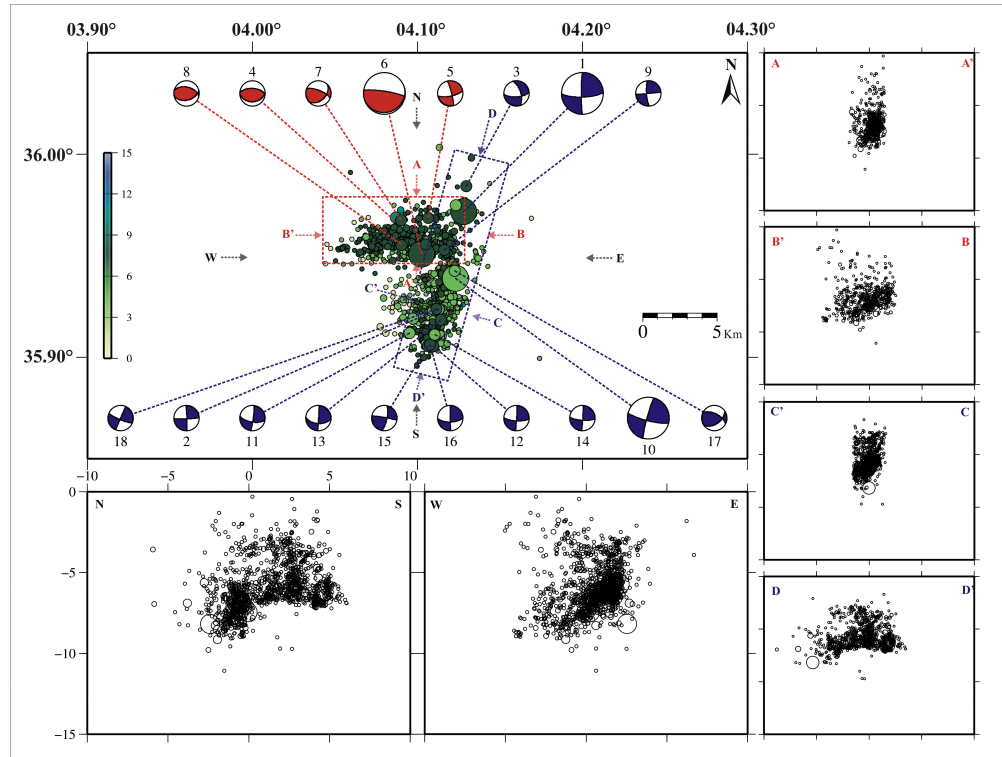 03.90° 04.00° 04.10° 04.20° 04.30°
8 4 7 6 5 3 1 9
N
N
D
36.00°
A
15
12
9
6
3
0
B’ B
W E
A’
C’
C
0 5 Km
35.90°
D’
S
18 2 11 13 15 16 12 14 10 17
−10 −5 0 5 10
0
−5
−10
−15
N S
W E
A A’
B’ B
C’ C
D D’